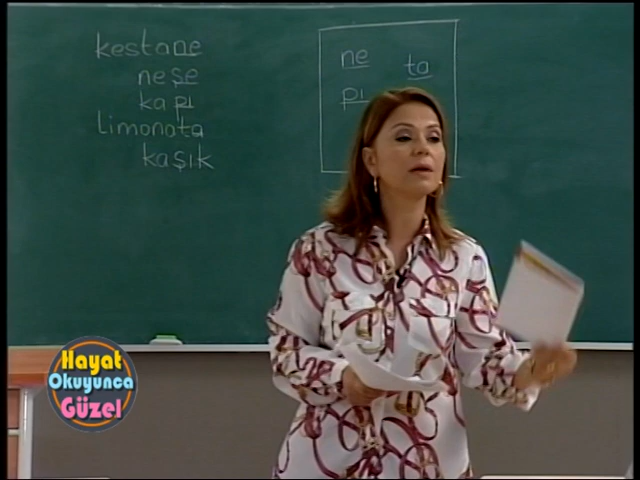 kestane
neşe
kapı
limonata
kaşık
ne ta
pı
Hayat
Okuyunca
Güzel